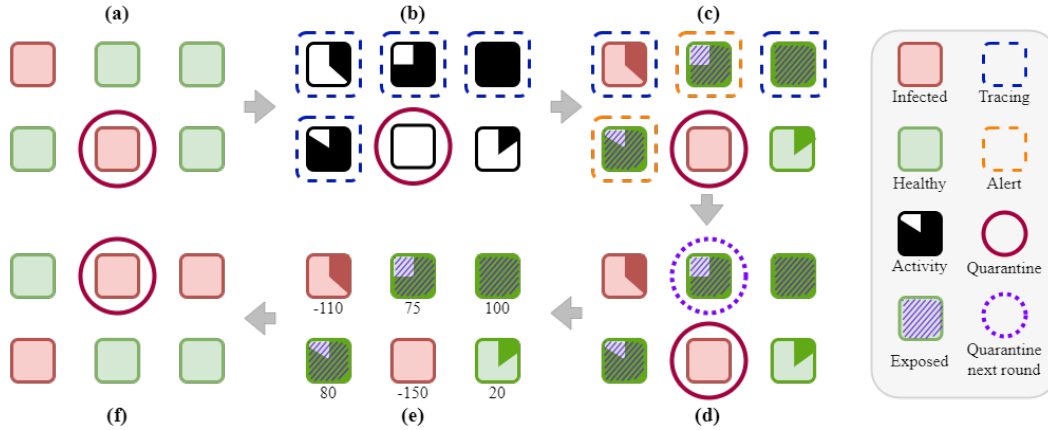 (a)
(b)
(c)
Infected
Tracing
Healthy
Alert
Activity
Quarantine
-110
75
100
Exposed
Quarantine
next round
80
-150
20
(f)
(e)
(d)